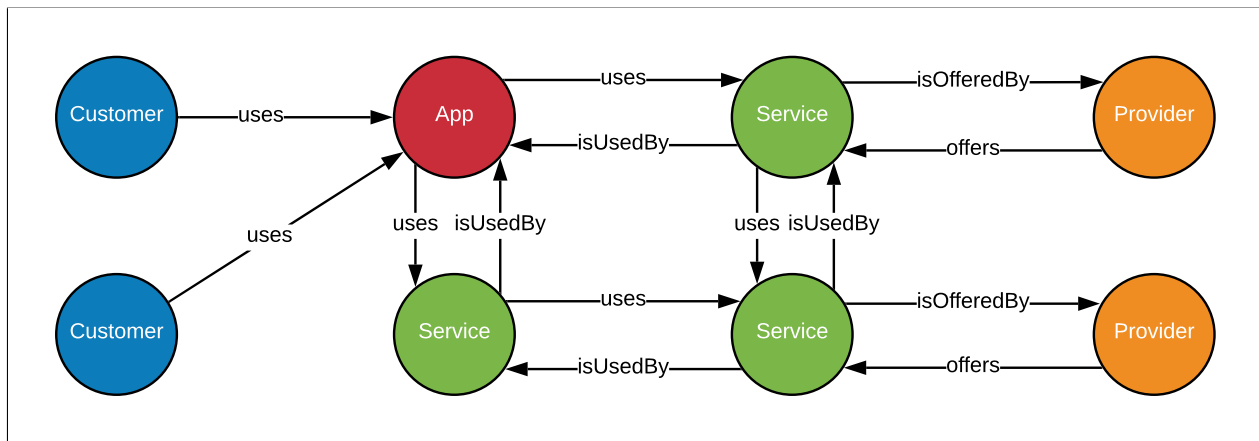 uses
isOfferedBy
Customer
uses
App
Service
Provider
isUsedBy
offers
uses
uses
isUsedBy
uses
isUsedBy
uses
isOfferedBy
Customer
Service
Service
Provider
isUsedBy
offers